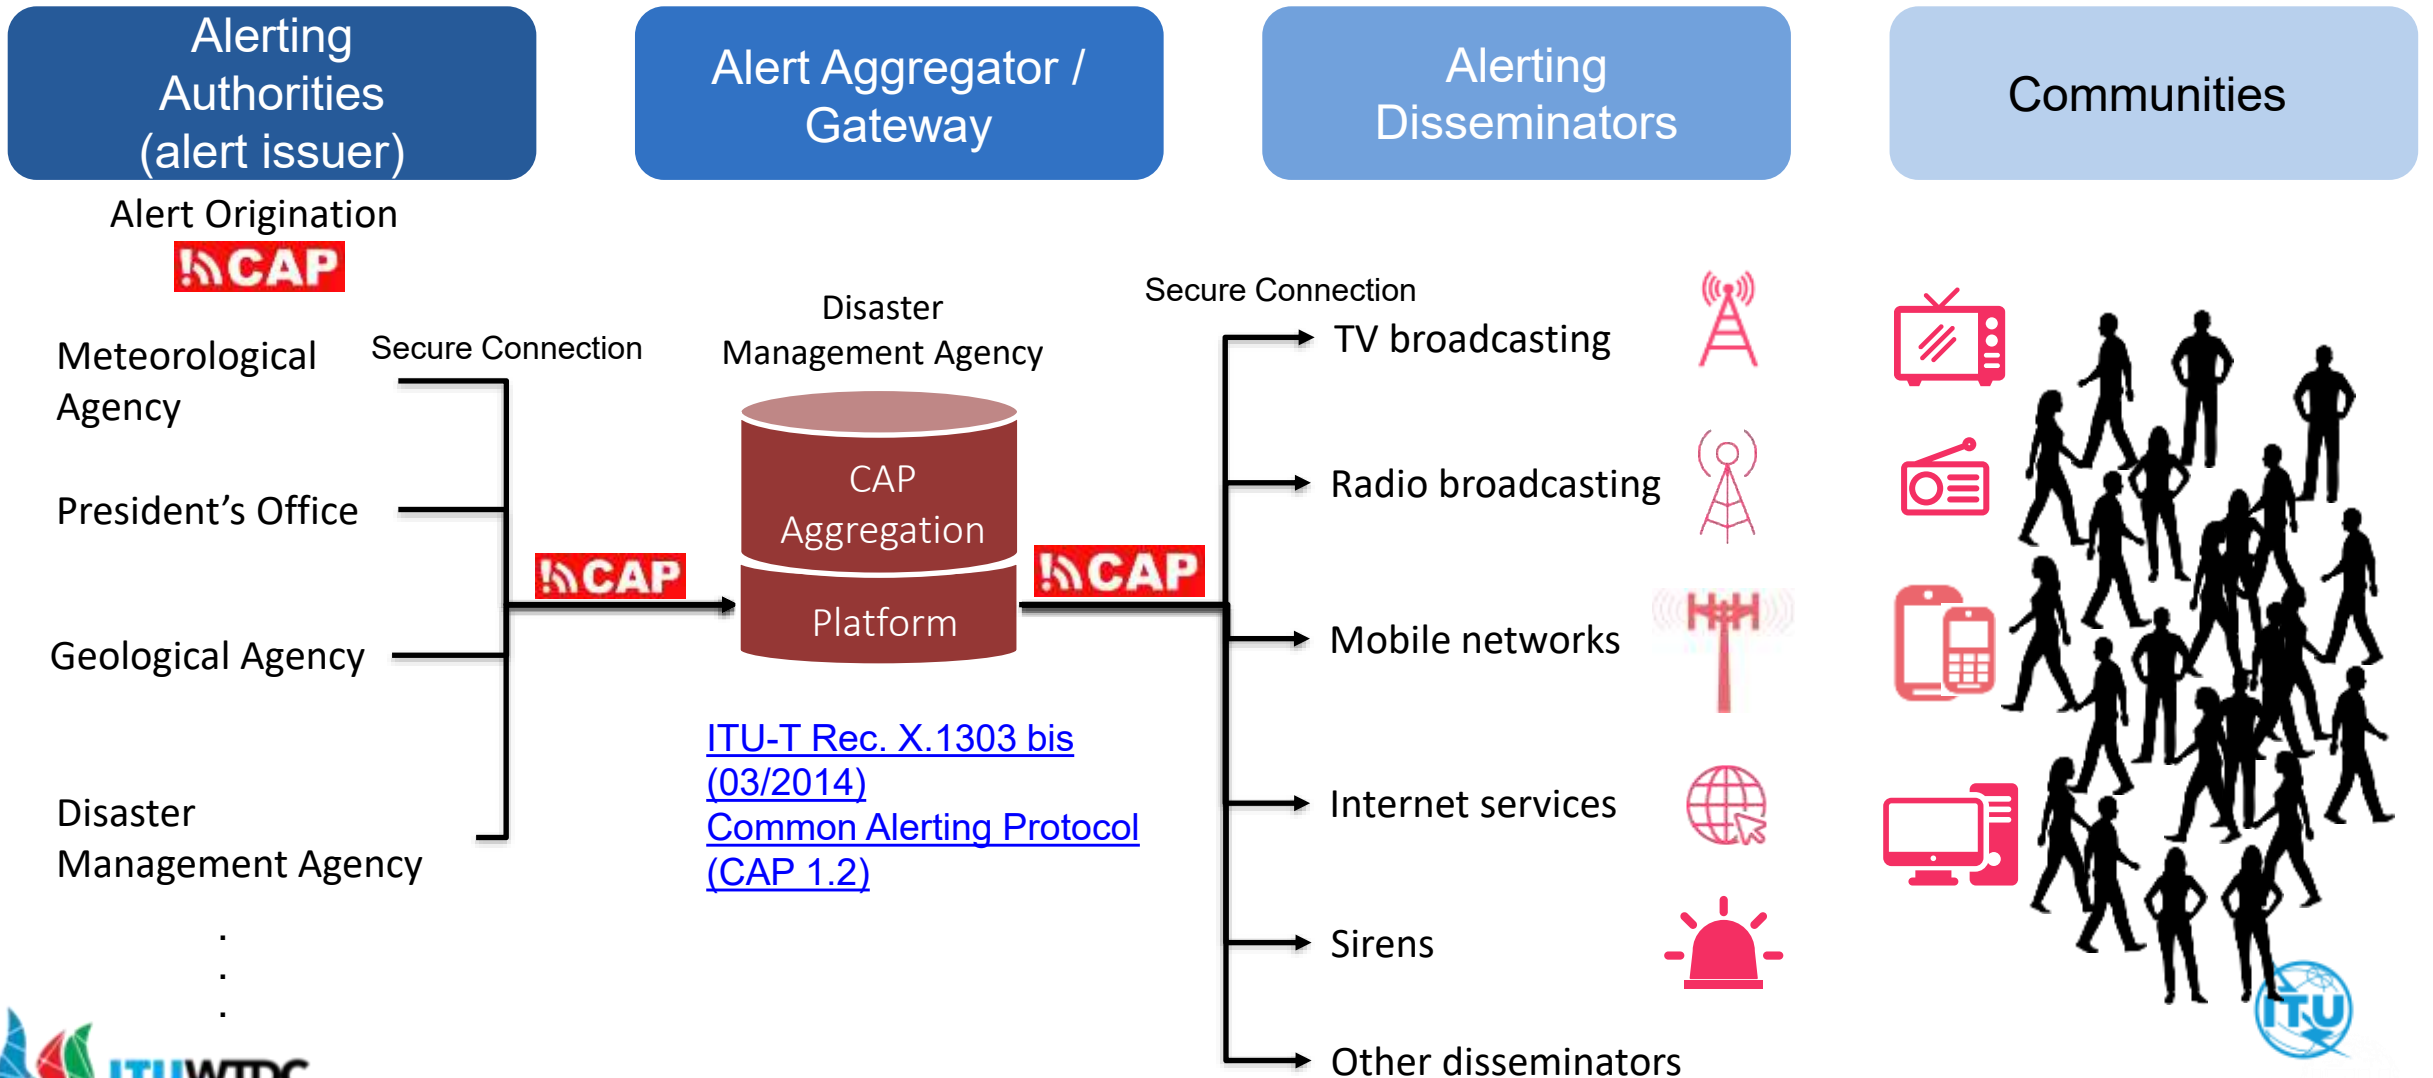 Alerting
Authorities
(alert issuer)
Alert Aggregator /
Gateway
Alerting
Disseminators
Communities
Alert Origination
CAP
Meteorological
Agency
Secure Connection
President’s Office
Geological Agency
Disaster
Management Agency
.
.
.
CAP
Disaster
Management Agency
CAP
Aggregation
Platform
ITU-T Rec. X.1303 bis
(03/2014)
Common Alerting Protocol
(CAP 1.2)
CAP
Secure Connection
TV broadcasting
Radio broadcasting
Mobile networks
Internet services
Sirens
Other disseminators
ITUWTDC
ITU